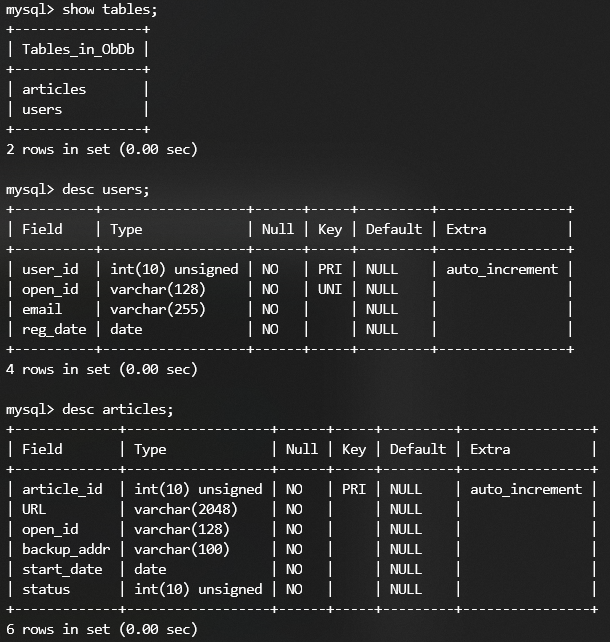 mysql> show tables;
+----------------+
| Tables_in_ObDb |
+----------------+
| articles       |
| users          |
+----------------+
2 rows in set (0.00 sec)
mysql> desc users;
+----------+------------------+------+-----+---------+----------------+
| Field    | Type             | Null | Key | Default | Extra          |
+----------+------------------+------+-----+---------+----------------+
| user_id  | int(10) unsigned | NO   | PRI | NULL    | auto_increment |
| open_id  | varchar(128)     | NO   | UNI | NULL    |                |
| email    | varchar(255)     | NO   |     | NULL    |                |
| reg_date | date             | NO   |     | NULL    |                |
+----------+------------------+------+-----+---------+----------------+
4 rows in set (0.00 sec)
mysql> desc articles;
+-------------+------------------+------+-----+---------+----------------+
| Field       | Type             | Null | Key | Default | Extra          |
+-------------+------------------+------+-----+---------+----------------+
| article_id  | int(10) unsigned | NO   | PRI | NULL    | auto_increment |
| URL         | varchar(2048)    | NO   |     | NULL    |                |
| open_id     | varchar(128)     | NO   |     | NULL    |                |
| backup_addr | varchar(100)     | NO   |     | NULL    |                |
| start_date  | date             | NO   |     | NULL    |                |
| status      | int(10) unsigned | NO   |     | NULL    |                |
+-------------+------------------+------+-----+---------+----------------+
6 rows in set (0.00 sec)